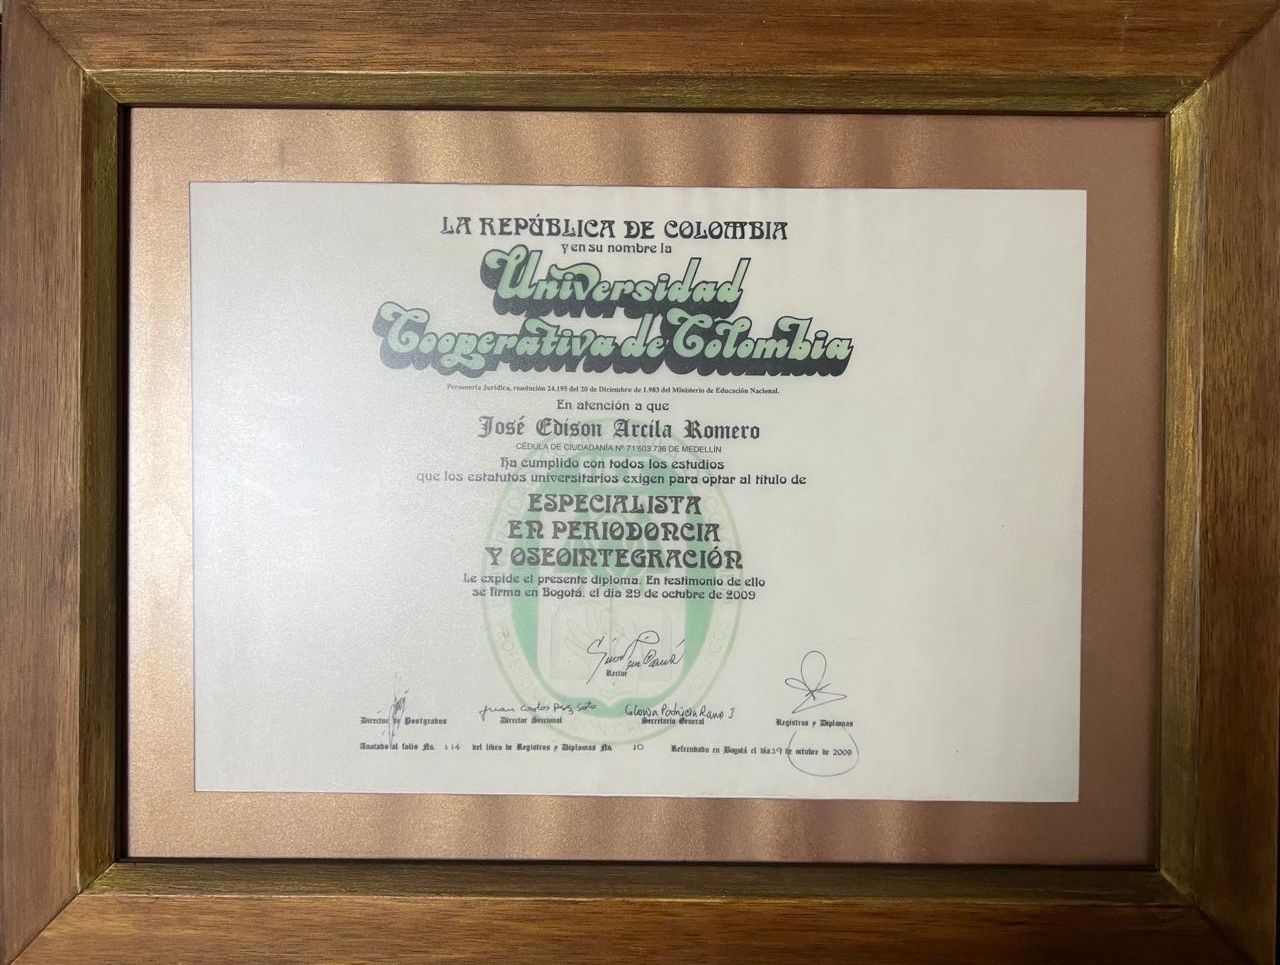 LA REPÚBLICA DE COLOMBIA
y en su nombre la
Universidad
Cooperativa de Colombia
Personería Jurídica, resolución 24.195 del 20 de Diciembre de 1.983 del Ministerio de Educación Nacional.
En atención a que
José Edison Arcila Romero
CÉDULA DE CIUDADANÍA Nº 71'603.736 DE MEDELLÍN
ha cumplido con todos los estudios
que los estatutos universitarios exigen para optar al título de
ESPECIALISTA
EN PERIODONCIA
Y OSEOINTEGRACIÓN
Le expide el presente diploma. En testimonio de ello
se firma en Bogotá, el día 29 de octubre de 2009
Rector
Juan Carlos
Director de Postgrados
Director Seccional
Secretario General
Registros y Diplomas
Anotado al folio No. 114 del libro de Registros y Diplomas No. 10 Refrendado en Bogotá el día 29 de octubre de 2009